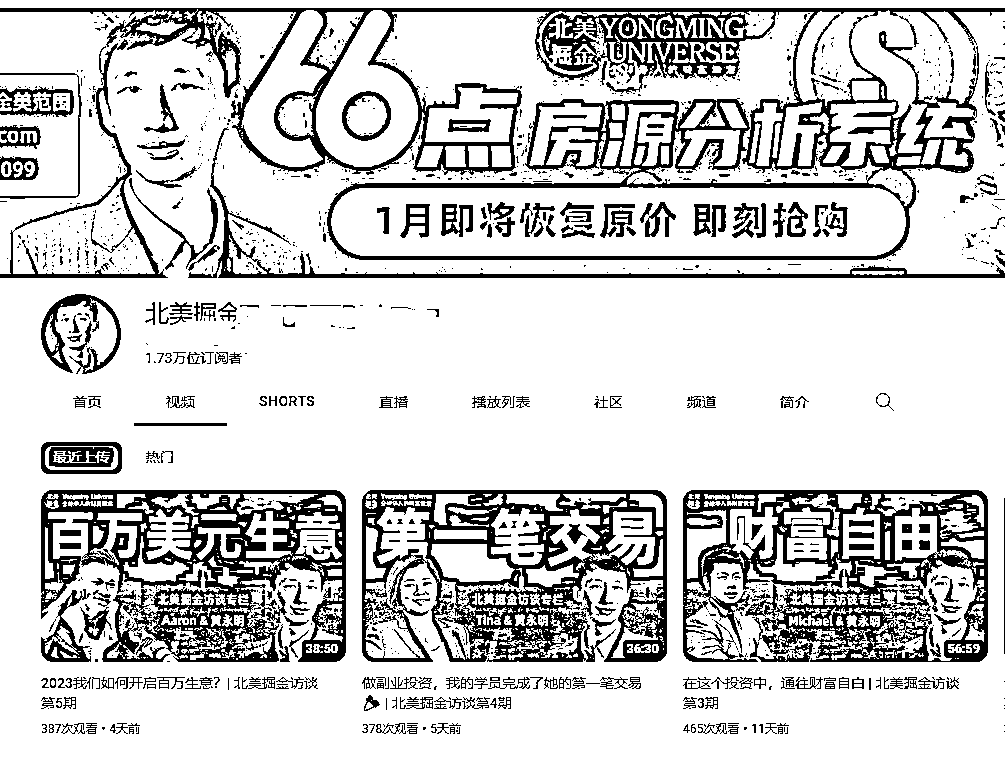 北美掘金
YONGMING
UNIVERSE
66点房源分析系统
com
099
1月即将恢复原价 即刻抢购
北美掘金
1.73万位订阅者
首页 视频 SHORTS 直播 播放列表 社区 频道 简介
最近上传 热门
百万美元生意
北美掘金访谈专栏
Aaron & 黄永明
38:50
第一笔交易
北美掘金访谈专栏
Tina & 黄永明
36:30
财富自由
北美掘金访谈专栏
Michael & 黄永明
56:59
2023我们如何开启百万生意？| 北美掘金访谈
第5期
387次观看・4天前
做副业投资，我的学员完成了她的第一笔交易
| 北美掘金访谈第4期
378次观看・5天前
在这个投资中，通往财富自由 | 北美掘金访谈
第3期
465次观看・11天前